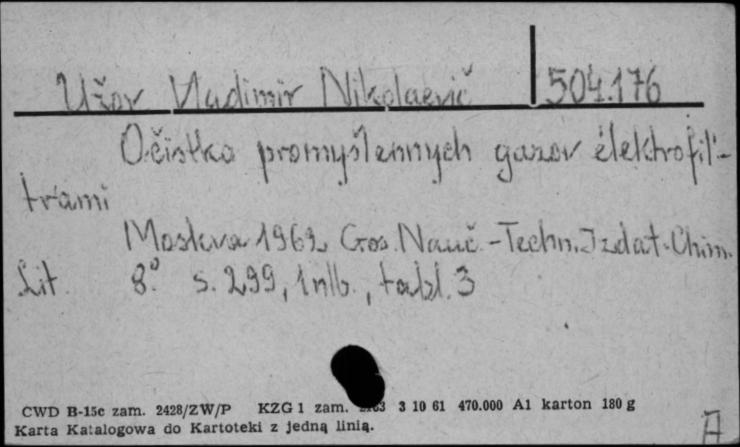 Užov Vladimir Nikolaevič 504.176
Očistka promyšlennych gazov élektrofil'-
trami
Moskva 1962 Gos. Nauč.-Techn. Izdat. Chim.
Lit. 8° s. 299, 1 nlb., tabl. 3
CWD B-15c zam. 2428/ZW/P KZG 1 zam. 3 10 61 470.000 A1 karton 180 g
Karta Katalogowa do Kartoteki z jedną linią.
A